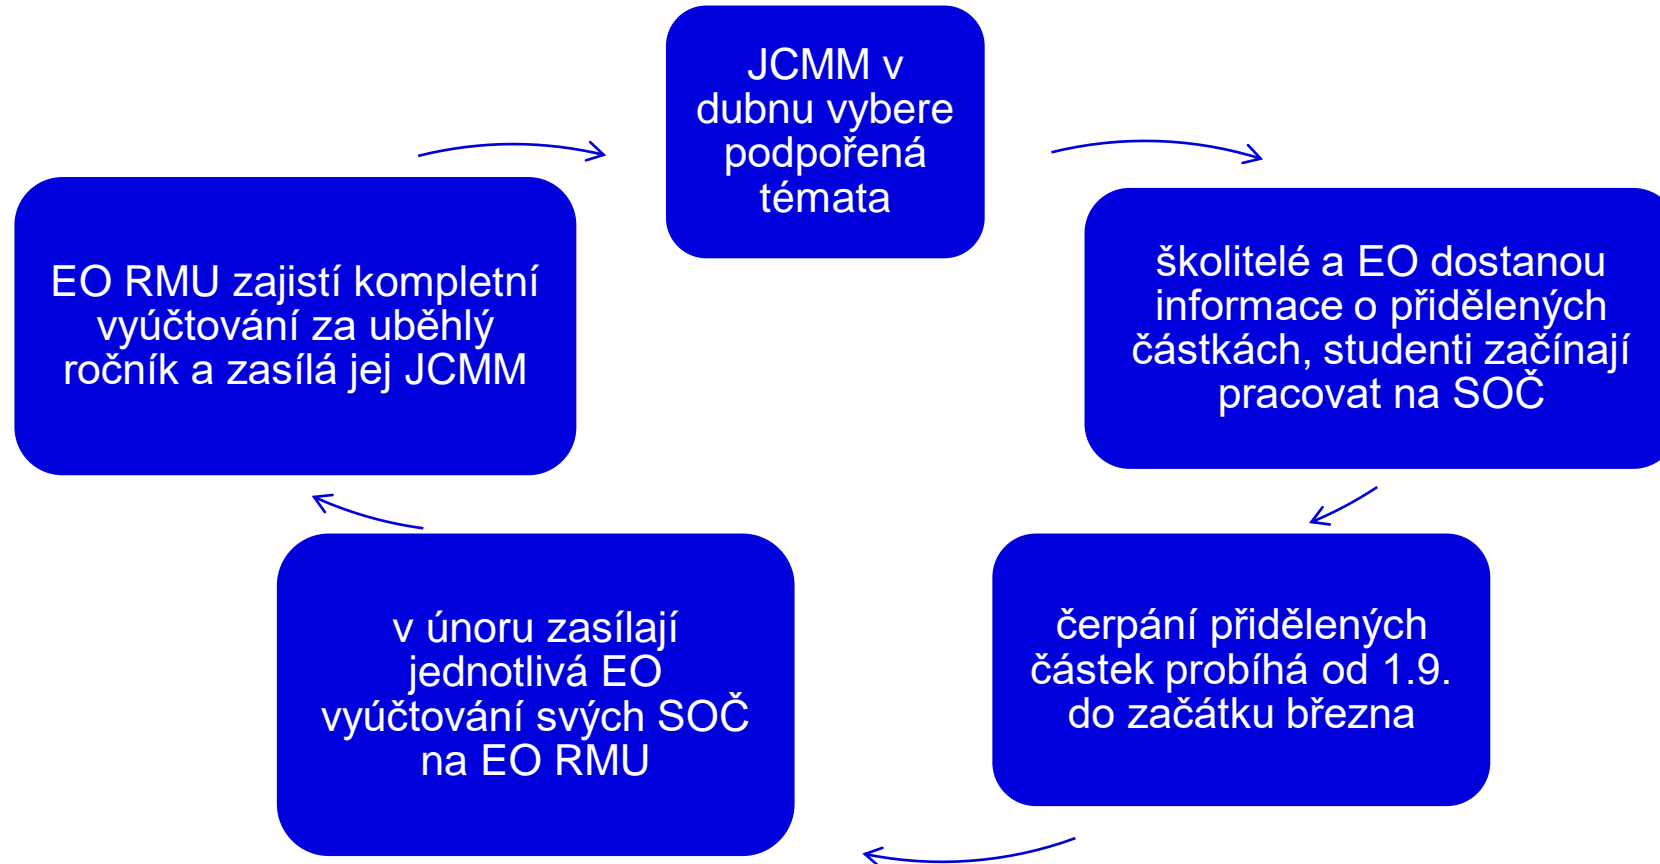 JCMM v
dubnu vybere
podpořená
témata
školitelé a EO dostanou
informace o přidělených
částkách, studenti začínají
pracovat na SOČ
čerpání přidělených
částek probíhá od 1.9.
do začátku března
v únoru zasílají
jednotlivá EO
vyúčtování svých SOČ
na EO RMU
EO RMU zajistí kompletní
vyúčtování za uběhlý
ročník a zasílá jej JCMM